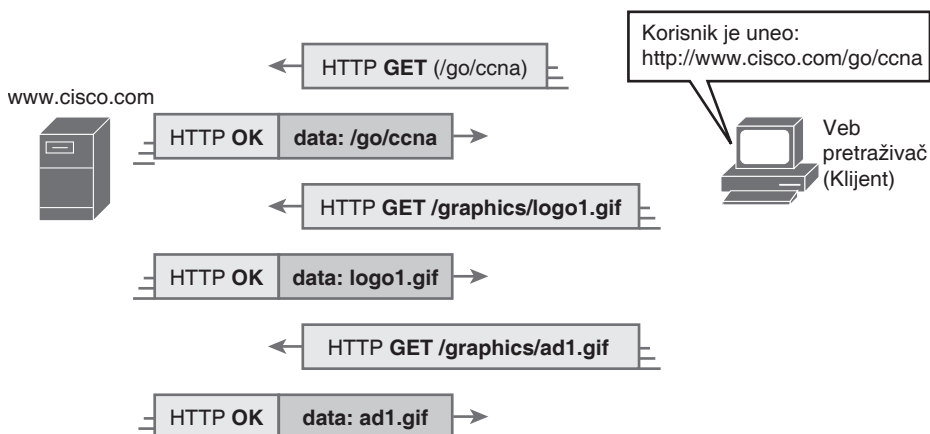 Korisnik je uneo:
http://www.cisco.com/go/ccna
HTTP GET (/go/ccna)
www.cisco.com
HTTP OK data: /go/ccna
Veb
pretraživač
(Klijent)
HTTP GET /graphics/logo1.gif
HTTP OK data: logo1.gif
HTTP GET /graphics/ad1.gif
HTTP OK data: ad1.gif